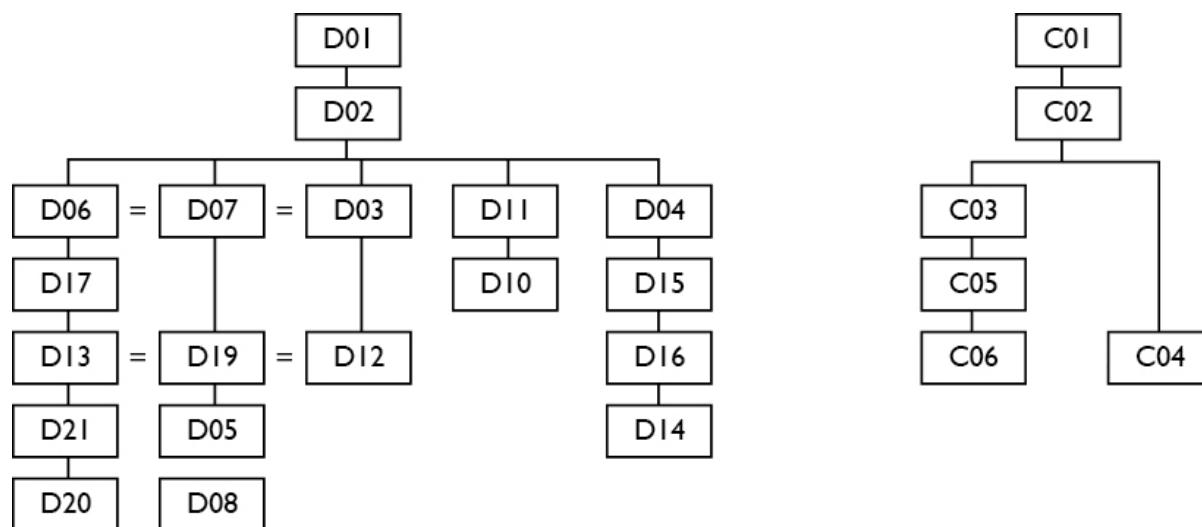 D01 C01
D02 C02
D06 = D07 = D03 D11 D04 C03
D17 D10 D15 C05
D13 = D19 = D12 D16 C06 C04
D21 D05 D14
D20 D08